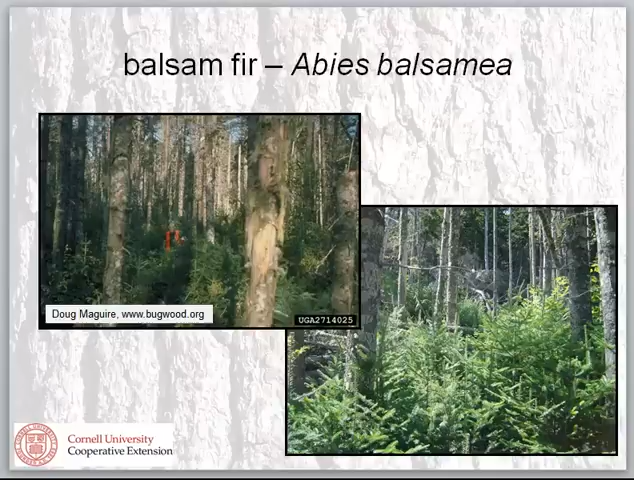 balsam fir – Abies balsamea
Doug Maguire, www.bugwood.org
UGA2714025
Cornell University
Cooperative Extension